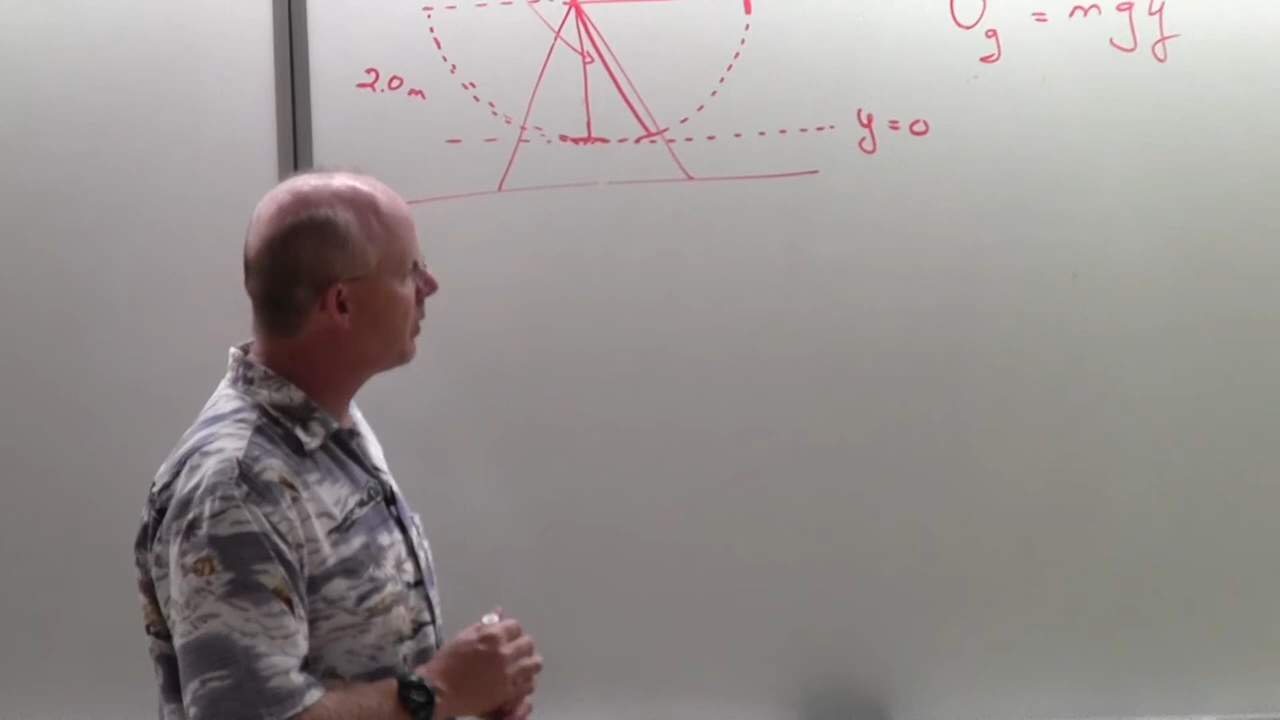 U_g = mgy
2.0m
y=0